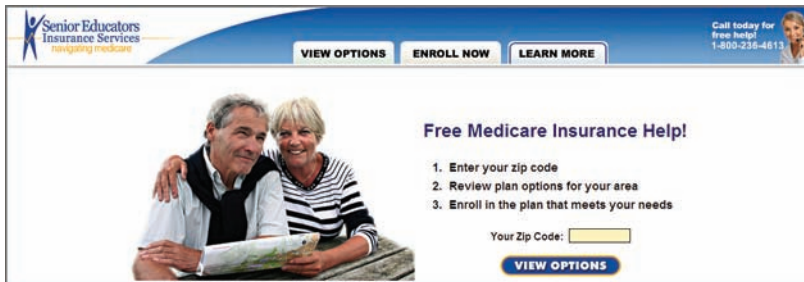 Senior Educators
Insurance Services
navigating medicare
Call today for
free help!
1-800-236-4613
VIEW OPTIONS
ENROLL NOW
LEARN MORE
Free Medicare Insurance Help!
1. Enter your zip code
2. Review plan options for your area
3. Enroll in the plan that meets your needs
Your Zip Code:
VIEW OPTIONS